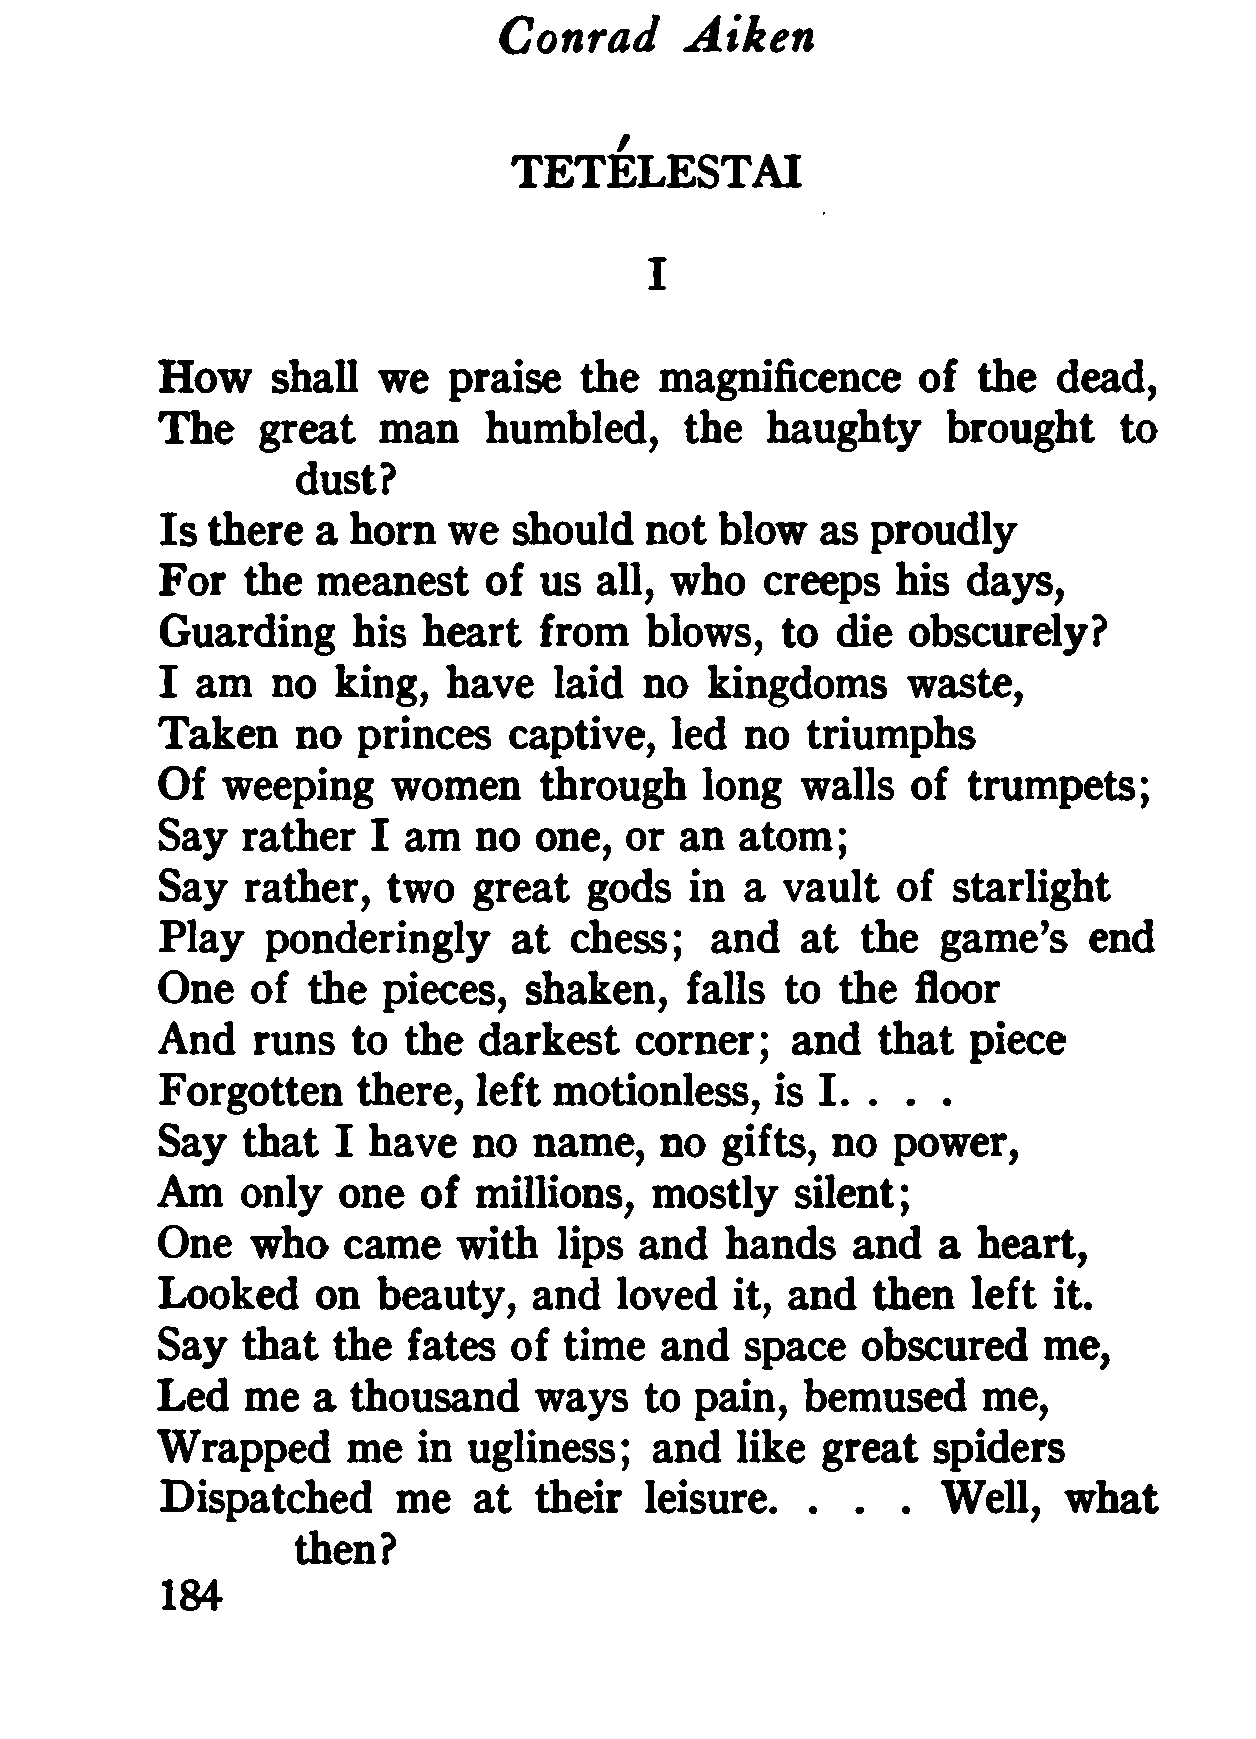 Conrad Aiken
TETÉLESTAI
I
How shall we praise the magnificence of the dead,
The great man humbled, the haughty brought to
dust?
Is there a horn we should not blow as proudly
For the meanest of us all, who creeps his days,
Guarding his heart from blows, to die obscurely?
I am no king, have laid no kingdoms waste,
Taken no princes captive, led no triumphs
Of weeping women through long walls of trumpets;
Say rather I am no one, or an atom;
Say rather, two great gods in a vault of starlight
Play ponderingly at chess; and at the game's end
One of the pieces, shaken, falls to the floor
And runs to the darkest corner; and that piece
Forgotten there, left motionless, is I. . . .
Say that I have no name, no gifts, no power,
Am only one of millions, mostly silent;
One who came with lips and hands and a heart,
Looked on beauty, and loved it, and then left it.
Say that the fates of time and space obscured me,
Led me a thousand ways to pain, bemused me,
Wrapped me in ugliness; and like great spiders
Dispatched me at their leisure. . . . Well, what
then?
184